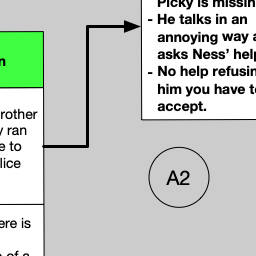 Picky is missin
- He talks in an
annoying way a
asks Ness' help
- No help refusin
him you have to
accept.
n
rother
y ran
e to
lice
ere is
e of a
A2